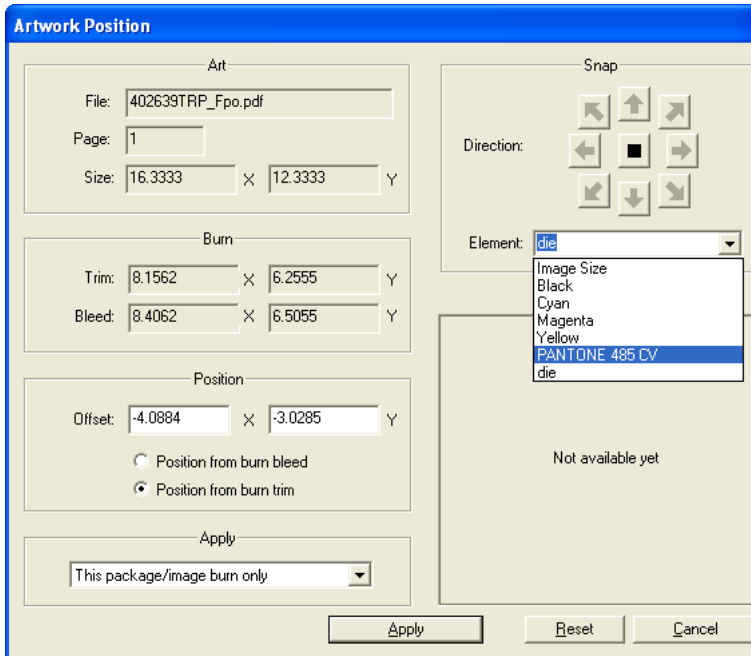 Artwork Position
Art
File: 402639TRP_Fpo.pdf
Page: 1
Size: 16.3333 X 12.3333 Y
Burn
Trim: 8.1562 X 6.2555 Y
Bleed: 8.4062 X 6.5055 Y
Position
Offset: -4.0884 X -3.0285 Y
Position from burn bleed
Position from burn trim
Apply
This package/image burn only
Snap
Direction:
Element: die
Image Size
Black
Cyan
Magenta
Yellow
PANTONE 485 CV
die
Not available yet
Apply Reset Cancel